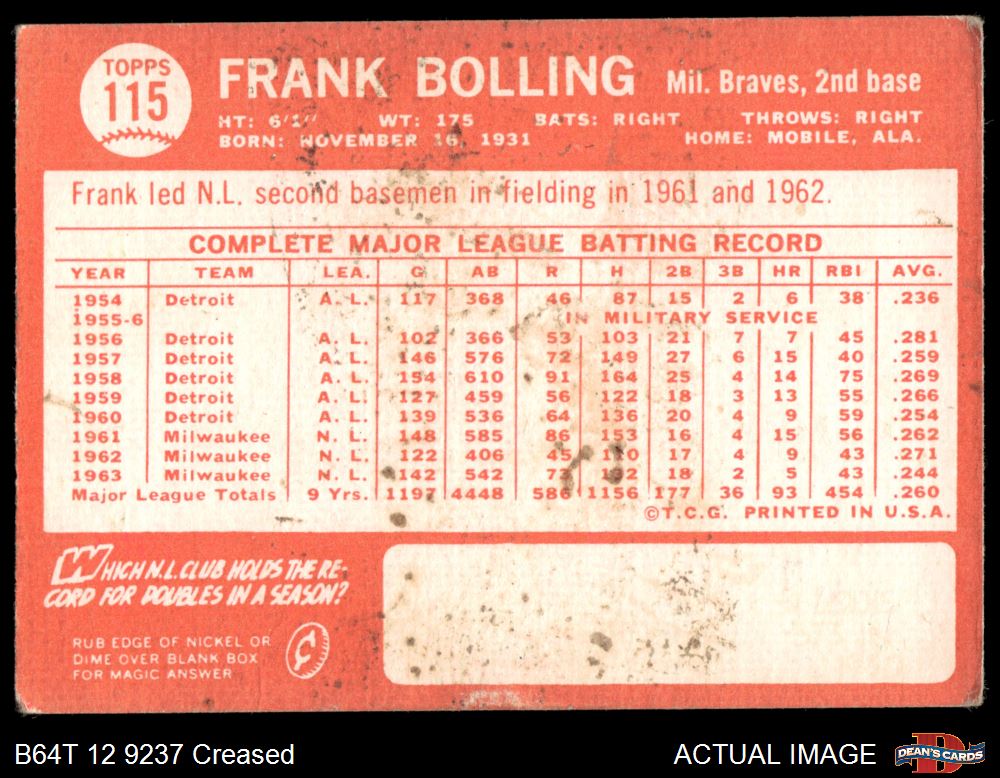 TOPPS
115
FRANK BOLLING Mil. Braves, 2nd base
HT: 6'1" WT: 175 BATS: RIGHT THROWS: RIGHT
BORN: NOVEMBER 16, 1931 HOME: MOBILE, ALA.
Frank led N.L. second basemen in fielding in 1961 and 1962.
COMPLETE MAJOR LEAGUE BATTING RECORD
YEAR TEAM LEA. G AB R H 2B 3B HR RBI AVG.
1954 Detroit A. L. 117 368 46 87 15 2 6 38 .236
1955-6 IN MILITARY SERVICE
1956 Detroit A. L. 102 366 53 103 21 7 7 45 .281
1957 Detroit A. L. 146 576 72 149 27 6 15 40 .259
1958 Detroit A. L. 154 610 91 164 25 4 14 75 .269
1959 Detroit A. L. 127 459 56 122 18 3 13 55 .266
1960 Detroit A. L. 139 536 64 136 20 4 9 59 .254
1961 Milwaukee N. L. 148 585 86 153 16 4 15 56 .262
1962 Milwaukee N. L. 122 406 45 17 4 9 43 .271
1963 Milwaukee N. L. 142 542 73 18 2 5 43 .244
Major League Totals 9 Yrs. 1197 4448 586 1156 177 36 93 454 .260
©T.C.G. PRINTED IN U.S.A.
WHICH N.L. CLUB HOLDS THE RE-
CORD FOR DOUBLES IN A SEASON?
RUB EDGE OF NICKEL OR
DIME OVER BLANK BOX
FOR MAGIC ANSWER
B64T 12 9237 Creased ACTUAL IMAGE DEAN'S CARDS